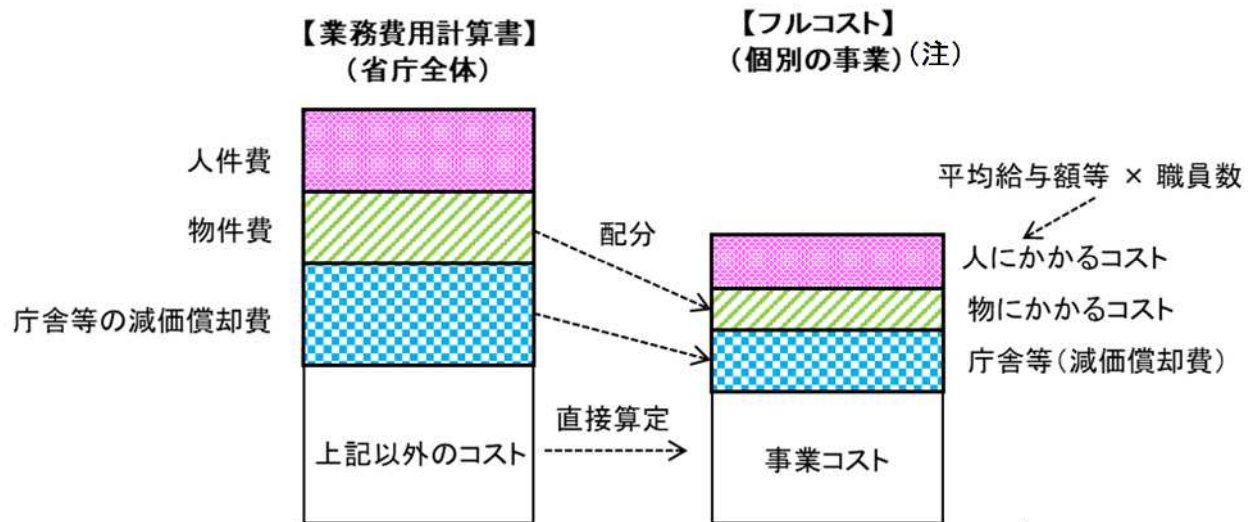 【業務費用計算書】
(省庁全体)
【フルコスト】
(個別の事業)(注)
人件費
物件費
庁舎等の減価償却費
上記以外のコスト
配分
直接算定
平均給与額等 × 職員数
人にかかるコスト
物にかかるコスト
庁舎等(減価償却費)
事業コスト